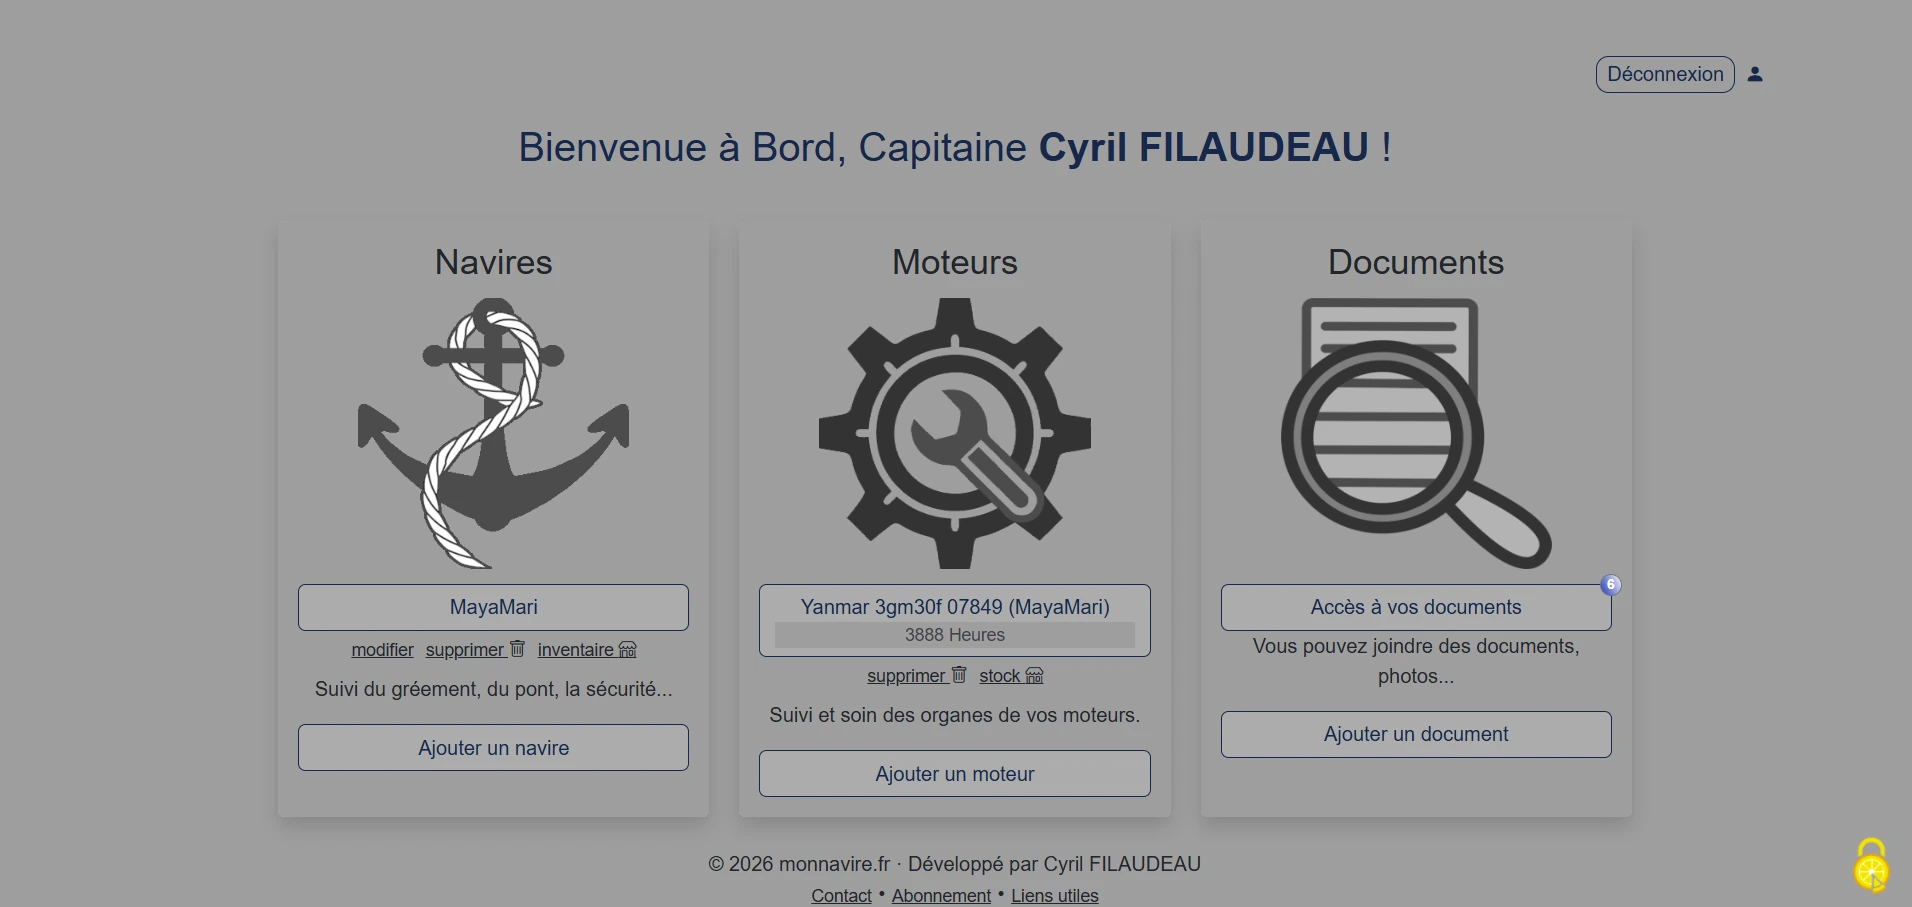 Déconnexion
Bienvenue à Bord, Capitaine Cyril FILAUDEAU !
Navires
MayaMari
modifier supprimer inventaire
Suivi du gréement, du pont, la sécurité...
Ajouter un navire
Moteurs
Yanmar 3gm30f 07849 (MayaMari)
3888 Heures
supprimer stock
Suivi et soin des organes de vos moteurs.
Ajouter un moteur
Documents
6
Accès à vos documents
Vous pouvez joindre des documents,
photos...
Ajouter un document
© 2026 monnavire.fr · Développé par Cyril FILAUDEAU
Contact • Abonnement • Liens utiles